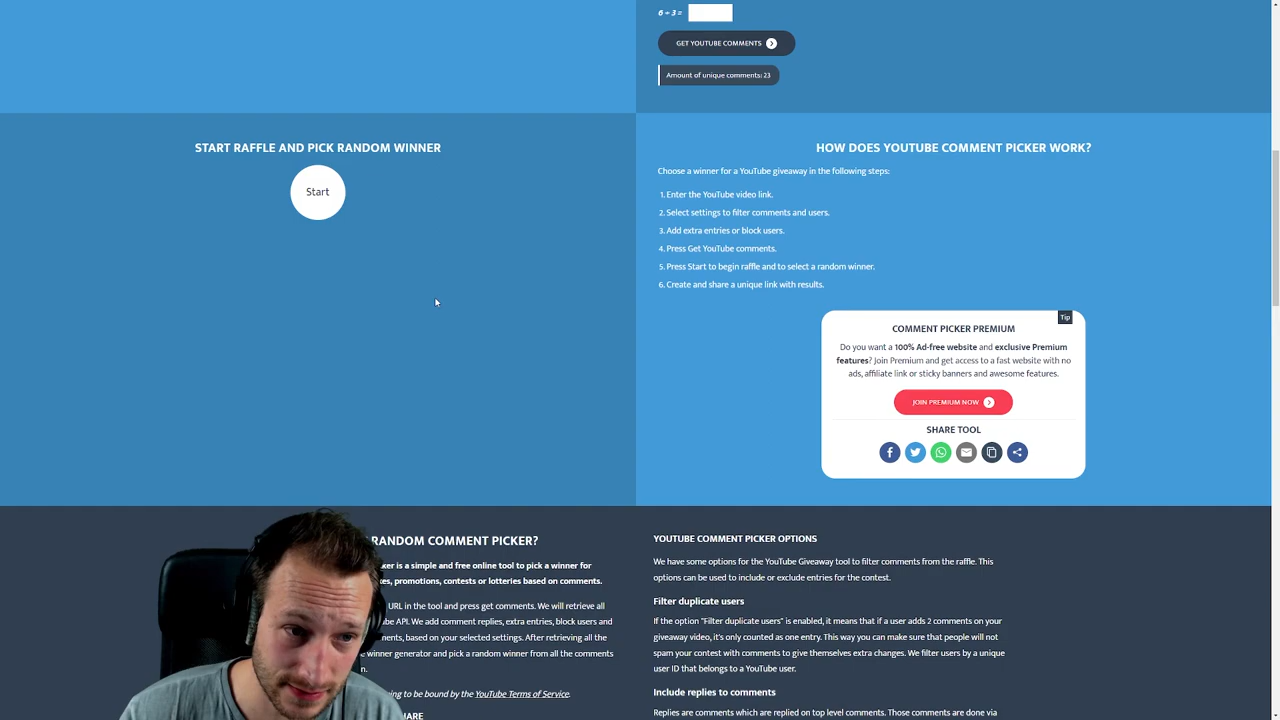 6 ÷ 3 =
GET YOUTUBE COMMENTS
Amount of unique comments: 23
START RAFFLE AND PICK RANDOM WINNER
Start
HOW DOES YOUTUBE COMMENT PICKER WORK?
Choose a winner for a YouTube giveaway in the following steps:
1. Enter the YouTube video link.
2. Select settings to filter comments and users.
3. Add extra entries or block users.
4. Press Get YouTube comments.
5. Press Start to begin raffle and to select a random winner.
6. Create and share a unique link with results.
Tip
COMMENT PICKER PREMIUM
Do you want a 100% Ad-free website and exclusive Premium
features? Join Premium and get access to a fast website with no
ads, affiliate link or sticky banners and awesome features.
JOIN PREMIUM NOW
SHARE TOOL
RANDOM COMMENT PICKER?
is a simple and free online tool to pick a winner for
promotions, contests or lotteries based on comments.
URL in the tool and press get comments. We will retrieve all
API. We add comment replies, extra entries, block users and
based on your selected settings. After retrieving all the
winner generator and pick a random winner from all the comments
to being bound by the YouTube Terms of Service.
YOUTUBE COMMENT PICKER OPTIONS
We have some options for the YouTube Giveaway tool to filter comments from the raffle. This
options can be used to include or exclude entries for the contest.
Filter duplicate users
If the option "Filter duplicate users" is enabled, it means that if a user adds 2 comments on your
giveaway video, it's only counted as one entry. This way you can make sure that people will not
spam your contest with comments to give themselves extra changes. We filter users by a unique
user ID that belongs to a YouTube user.
Include replies to comments
Replies are comments which are replied on top level comments. Those comments are done via